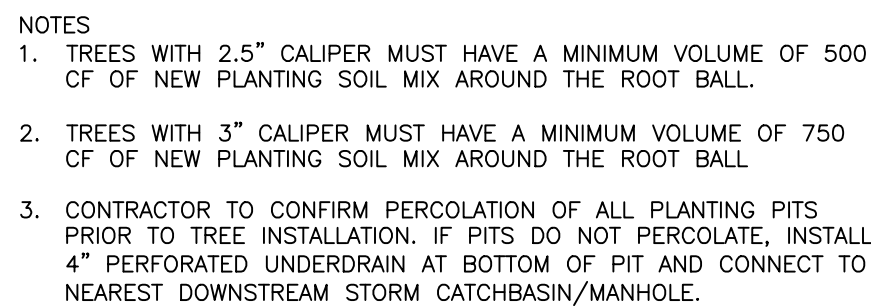 NOTES
1. TREES WITH 2.5” CALIPER MUST HAVE A MINIMUM VOLUME OF 500
CF OF NEW PLANTING SOIL MIX AROUND THE ROOT BALL.
2. TREES WITH 3” CALIPER MUST HAVE A MINIMUM VOLUME OF 750
CF OF NEW PLANTING SOIL MIX AROUND THE ROOT BALL
3. CONTRACTOR TO CONFIRM PERCOLATION OF ALL PLANTING PITS
PRIOR TO TREE INSTALLATION. IF PITS DO NOT PERCOLATE, INSTALL
4” PERFORATED UNDERDRAIN AT BOTTOM OF PIT AND CONNECT TO
NEAREST DOWNSTREAM STORM CATCHBASIN/MANHOLE.